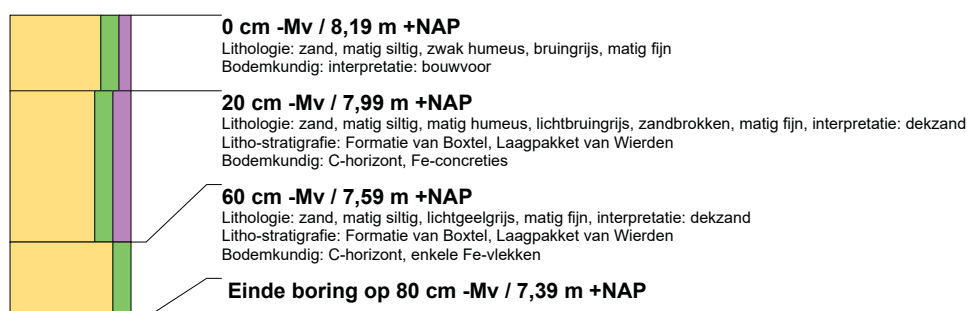 0 cm -Mv / 8,19 m +NAP
Lithologie: zand, matig siltig, zwak humeus, bruingrijs, matig fijn
Bodemkundig: interpretatie: bouwvoor
20 cm -Mv / 7,99 m +NAP
Lithologie: zand, matig siltig, matig humeus, lichtbruingrijs, zandbrokken, matig fijn, interpretatie: dekzand
Litho-stratigrafie: Formatie van Boxtel, Laagpakket van Wierden
Bodemkundig: C-horizont, Fe-concreties
60 cm -Mv / 7,59 m +NAP
Lithologie: zand, matig siltig, lichtgeelgrijs, matig fijn, interpretatie: dekzand
Litho-stratigrafie: Formatie van Boxtel, Laagpakket van Wierden
Bodemkundig: C-horizont, enkele Fe-vlekken
Einde boring op 80 cm -Mv / 7,39 m +NAP